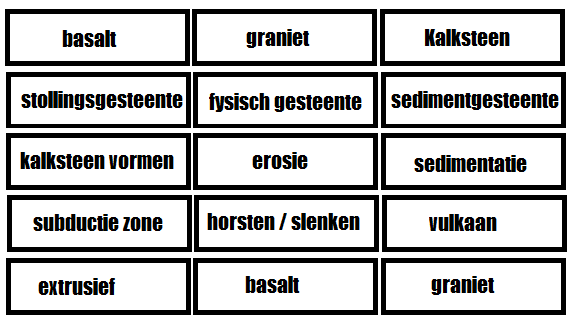 basalt graniet Kalksteen
stollingsgesteente fysisch gesteente sedimentgesteente
kalksteen vormen erosie sedimentatie
subductie zone horsten / slenken vulkaan
extrusief basalt graniet